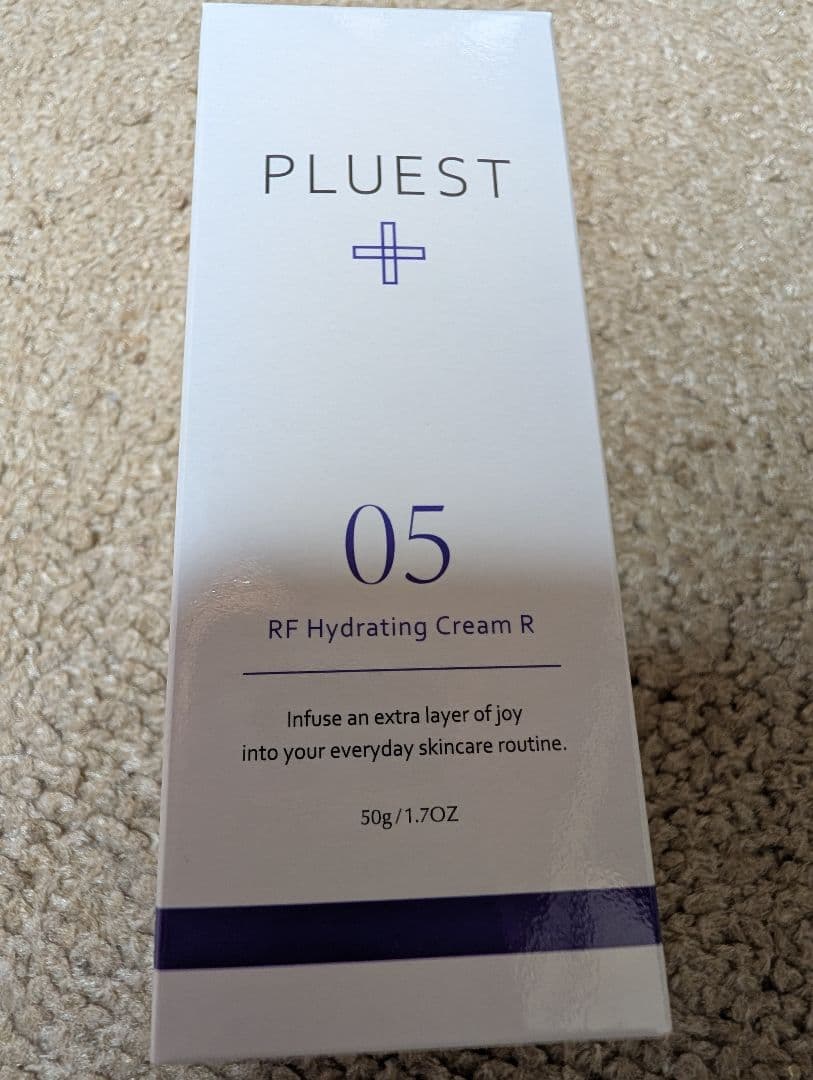 PLUEST
05
RF Hydrating Cream R
Infuse an extra layer of joy
into your everyday skincare routine.
50g/1.7OZ